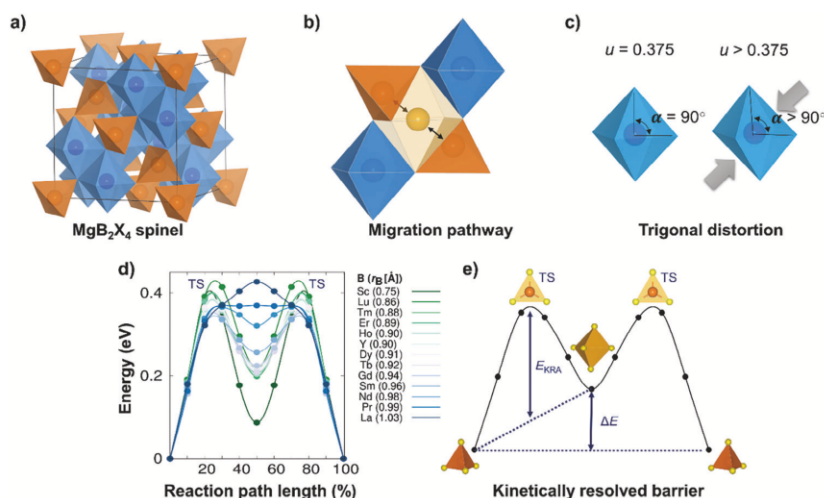 a)
MgB₂X₄ spinel
b)
Migration pathway
c)
u = 0.375
u > 0.375
α = 90°
α > 90°
Trigonal distortion
d)
TS
TS
Energy (eV)
0.4
0.2
0
0
20
40
60
80
100
Reaction path length (%)
B (rB[Å])
Sc (0.75)
Lu (0.86)
Tm (0.88)
Er (0.89)
Ho (0.90)
Y (0.90)
Dy (0.91)
Tb (0.92)
Gd (0.94)
Sm (0.96)
Nd (0.98)
Pr (0.99)
La (1.03)
e)
TS
TS
EKRA
ΔE
Kinetically resolved barrier